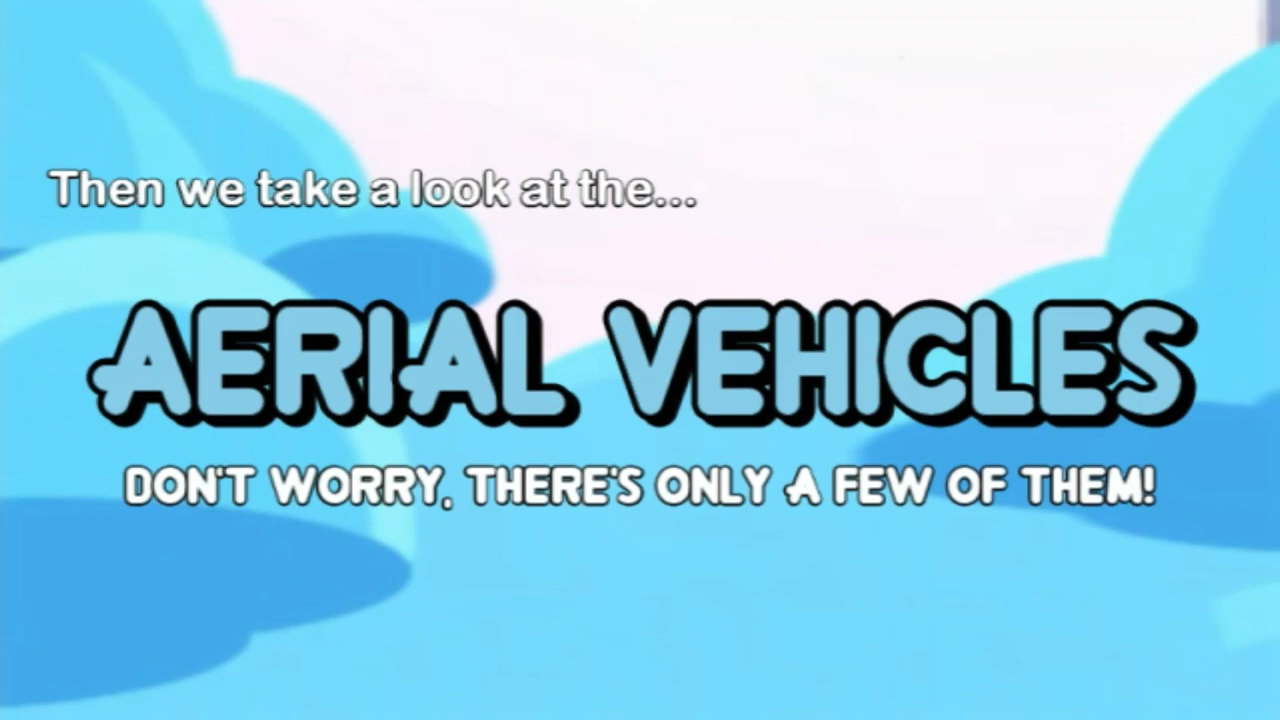 Then we take a look at the...
AERIAL VEHICLES
DON'T WORRY, THERE'S ONLY A FEW OF THEM!